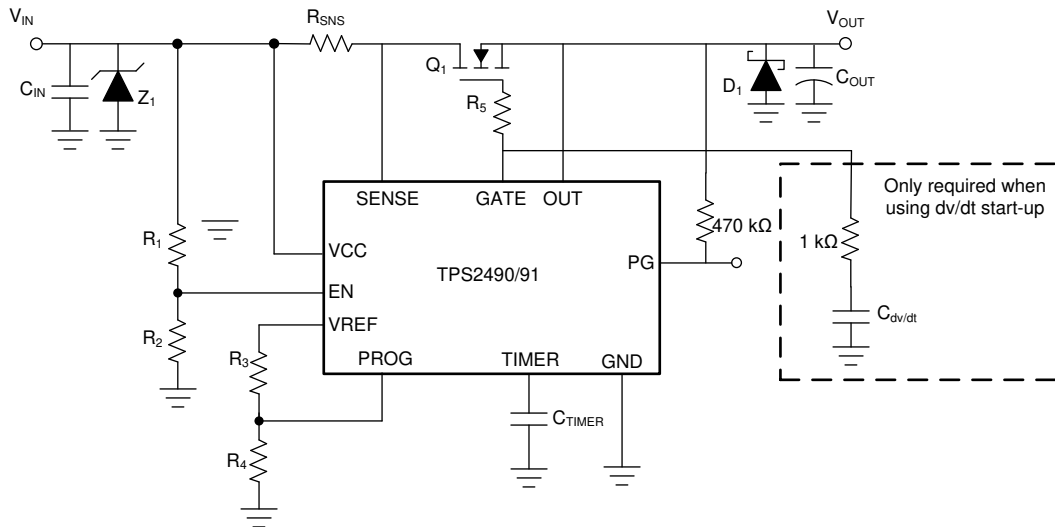 VIN
RSNS
VOUT
CIN
Z1
Q1
R5
D1
COUT
SENSE
GATE
OUT
Only required when
using dv/dt start-up
R1
VCC
470 kΩ
1 kΩ
PG
TPS2490/91
EN
R2
VREF
Cdv/dt
R3
PROG
TIMER
GND
CTIMER
R4